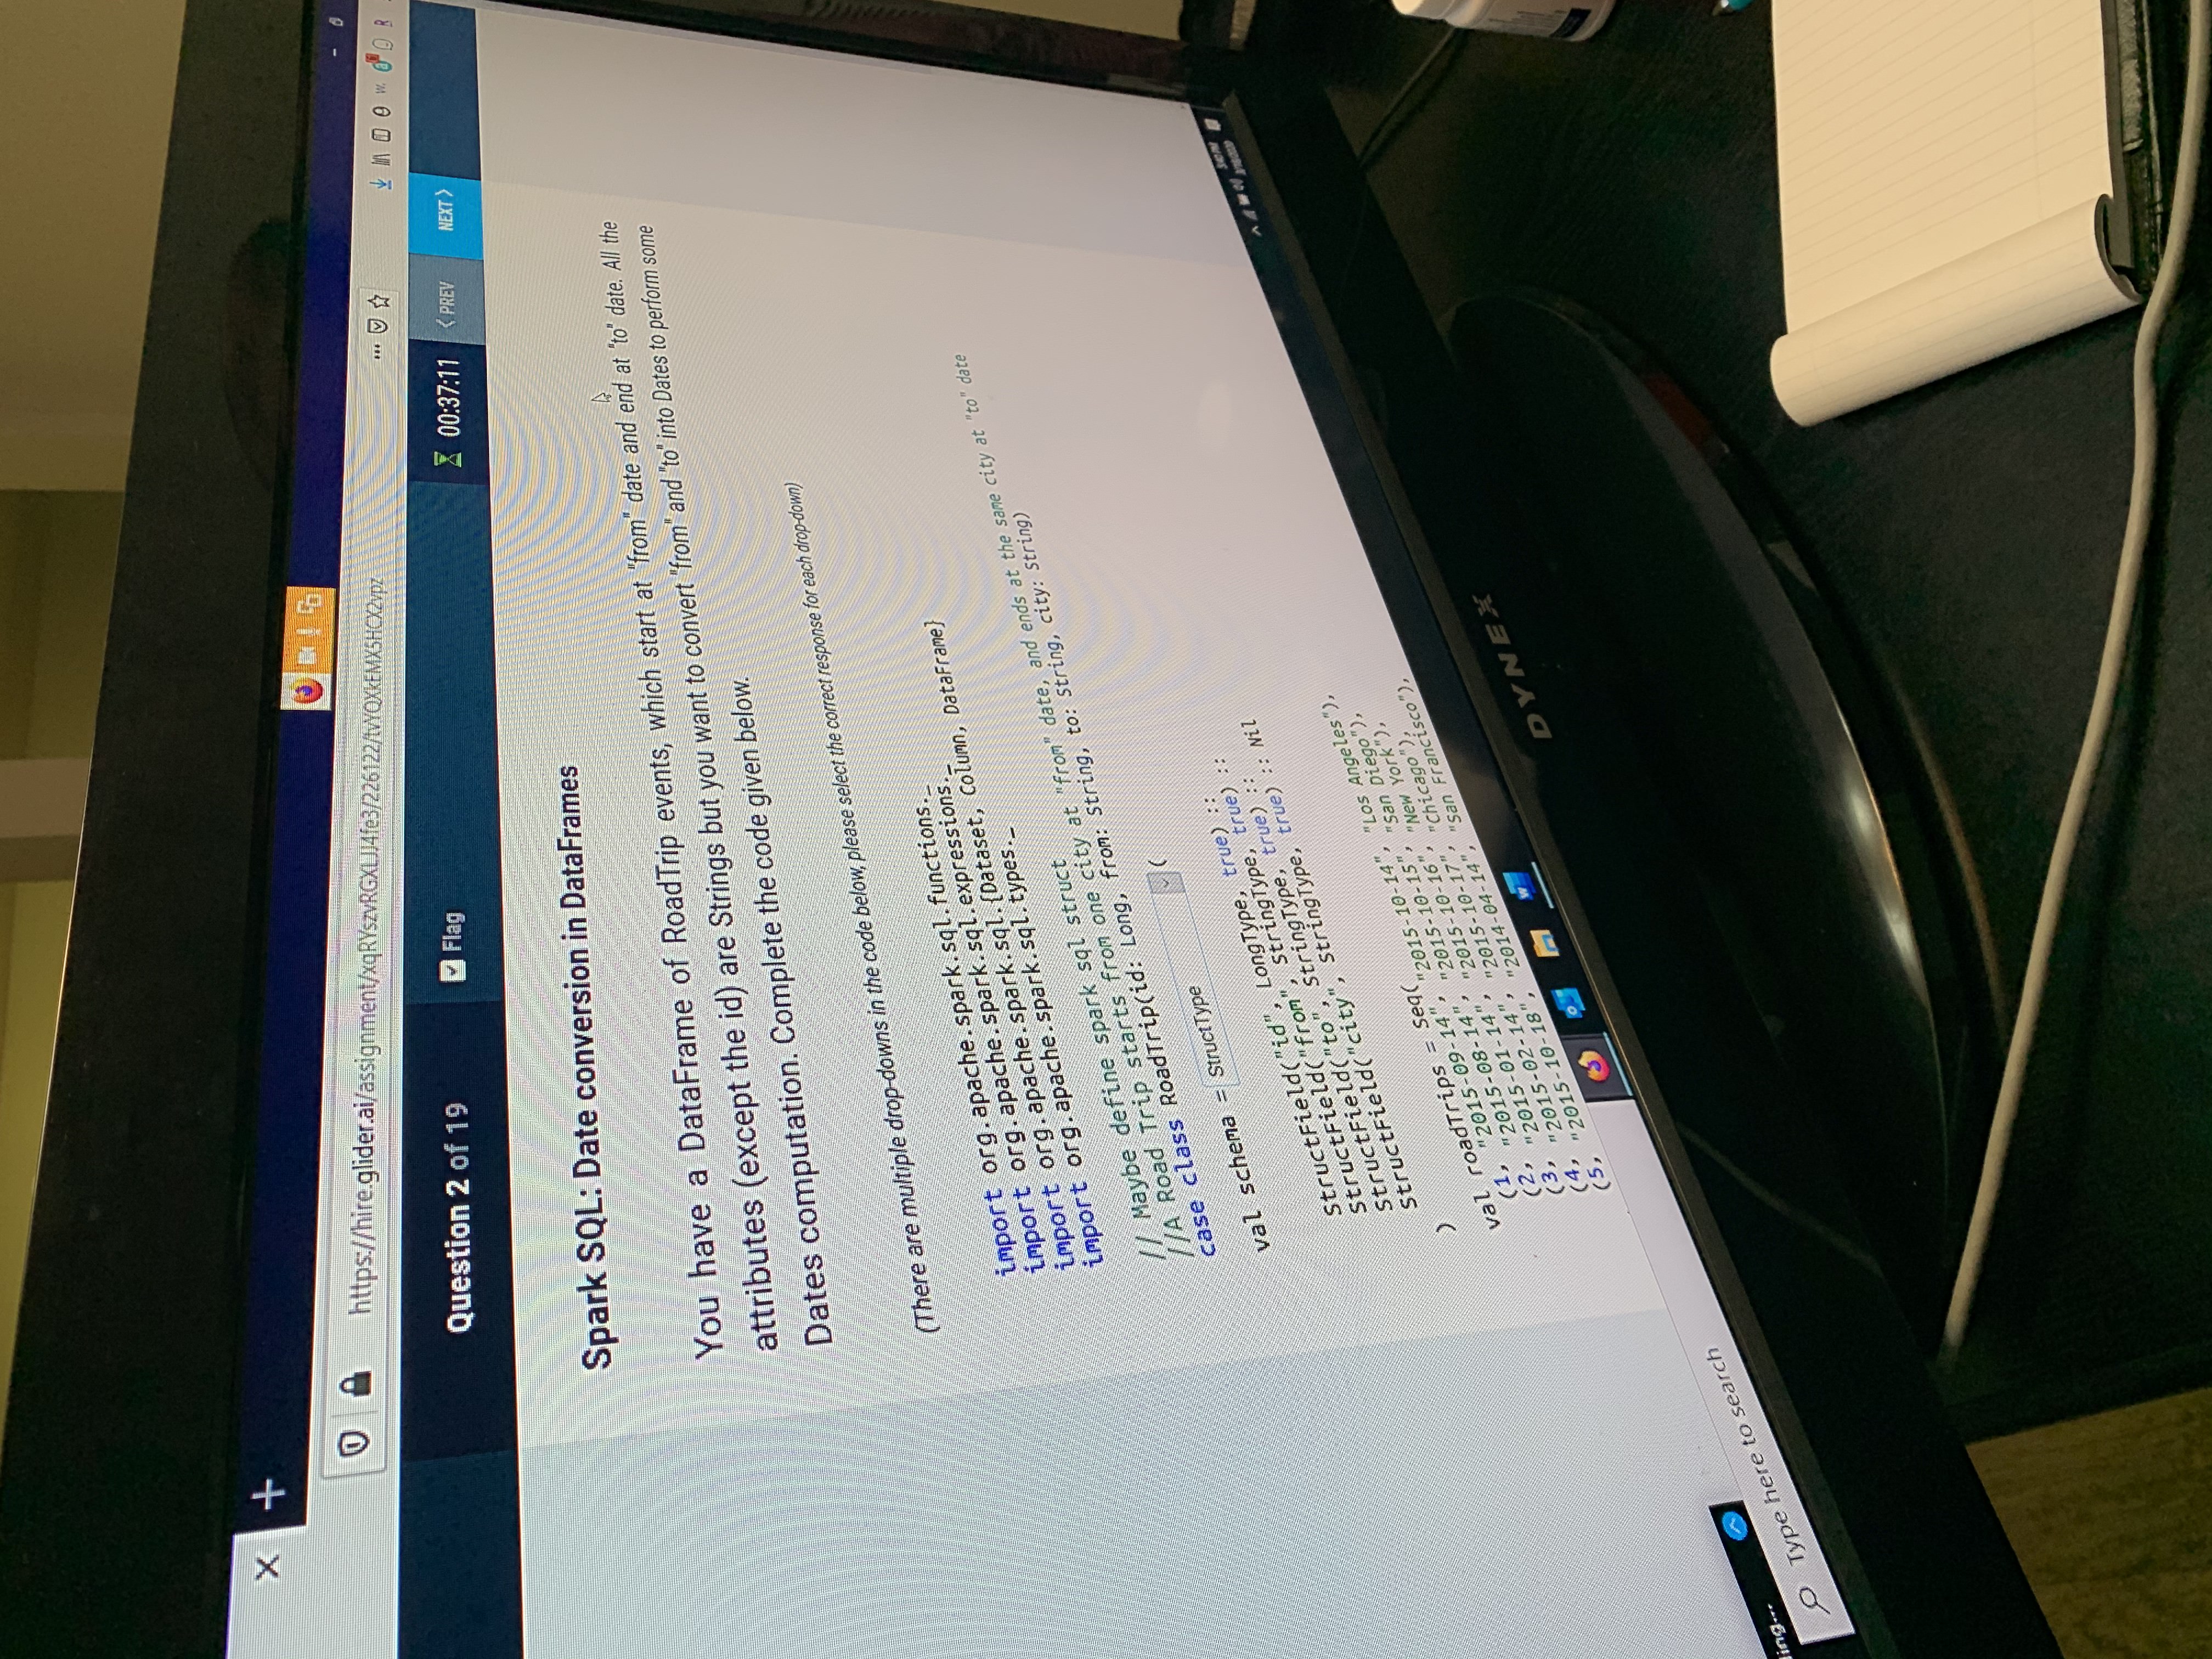 https://hire.glider.ai/assignment/xqRYszvRGXLJJ4fe3/226122/tvYQXkEMX5HCX2vpz
Question 2 of 19
Flag
00:37:11
< PREV
NEXT >
Spark SQL: Date conversion in DataFrames
You have a DataFrame of RoadTrip events, which start at "from" date and end at "to" date. All the
attributes (except the id) are Strings but you want to convert "from" and "to" into Dates to perform some
Dates computation. Complete the code given below.
(There are multiple drop-downs in the code below, please select the correct response for each drop-down)
import org.apache.spark.sql.functions._
import org.apache.spark.sql.expressions._
import org.apache.spark.sql.{Dataset, Column, DataFrame}
import org.apache.spark.sql.types._
// Maybe define spark sql struct
//A Road Trip starts from one city at "from" date, and ends at the same city at "to" date
case class RoadTrip(id: Long, from: String, to: String, city: String)
val schema = StructType (
StructField("id", LongType, true) ::
StructField("from", StringType, true) ::
StructField("to", StringType, true) ::
StructField("city", StringType, true) :: Nil
)
val roadTrips = Seq(
(1, "2015-09-14", "2015-10-14", "Los Angeles"),
(2, "2015-08-14", "2015-10-15", "San Diego"),
(3, "2015-01-14", "2015-10-16", "New York"),
(4, "2015-02-14", "2015-10-17", "Chicago"),
(5, "2015-10-18", "2014-04-14", "San Francisco"),
ling...
Type here to search
DYNEX